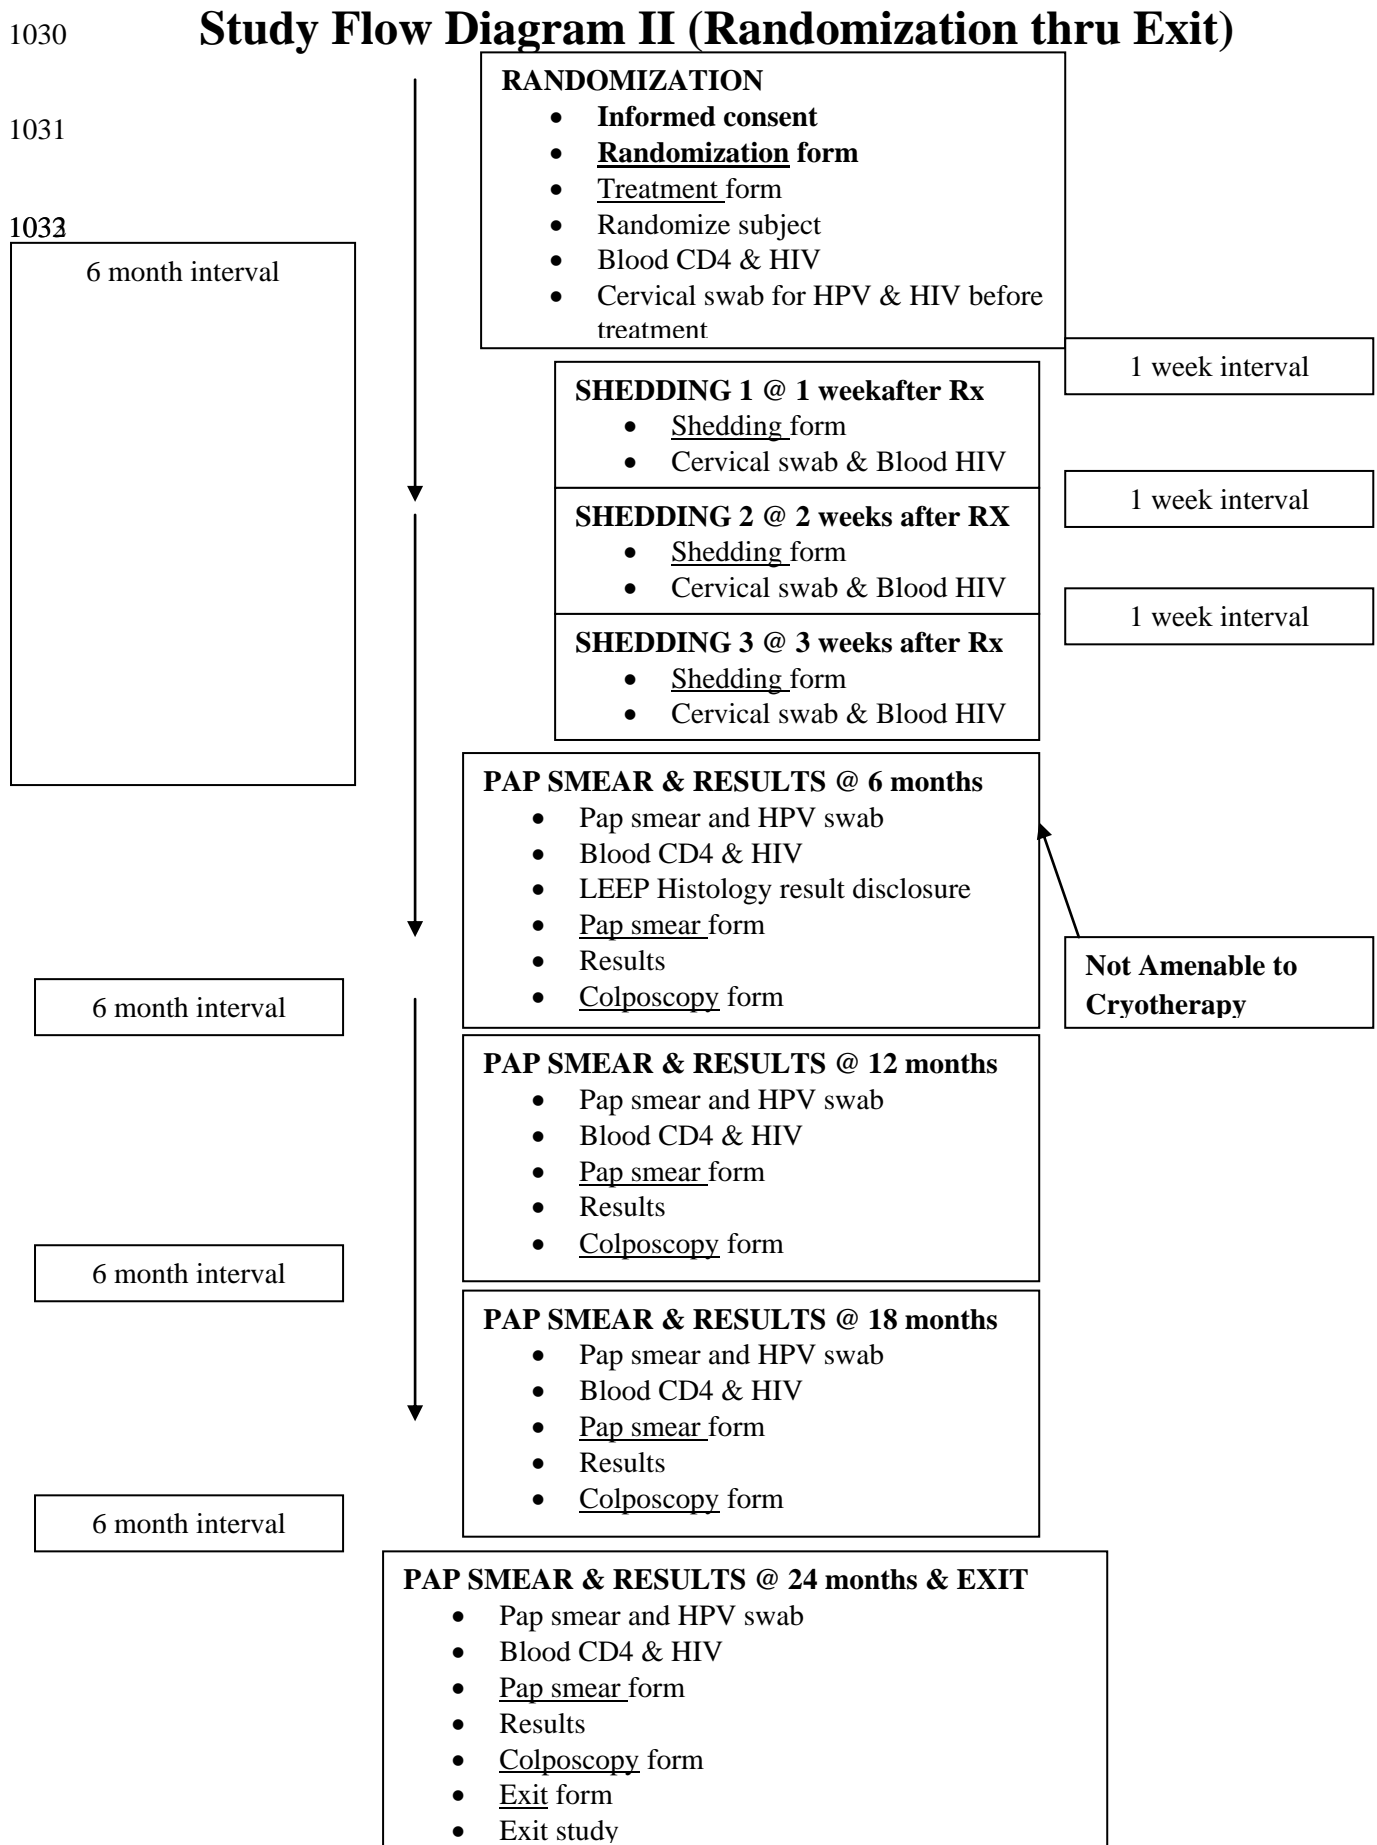 1030 Study Flow Diagram II (Randomization thru Exit)
RANDOMIZATION
• Informed consent
1031
• Randomization form
• Treatment form
• Randomize subject
• Blood CD4 & HIV
• Cervical swab for HPV & HIV before
treatment
6 month interval
1 week interval
SHEDDING 1 @ 1 weekafter Rx
• Shedding form
• Cervical swab & Blood HIV
1 week interval
SHEDDING 2 @ 2 weeks after RX
• Shedding form
• Cervical swab & Blood HIV
1 week interval
SHEDDING 3 @ 3 weeks after Rx
• Shedding form
• Cervical swab & Blood HIV
PAP SMEAR & RESULTS @ 6 months
• Pap smear and HPV swab
• Blood CD4 & HIV
• LEEP Histology result disclosure
• Pap smear form
• Results
• Colposcopy form
Not Amenable to
Cryotherapy
6 month interval
PAP SMEAR & RESULTS @ 12 months
• Pap smear and HPV swab
• Blood CD4 & HIV
• Pap smear form
• Results
• Colposcopy form
6 month interval
PAP SMEAR & RESULTS @ 18 months
• Pap smear and HPV swab
• Blood CD4 & HIV
• Pap smear form
• Results
• Colposcopy form
6 month interval
PAP SMEAR & RESULTS @ 24 months & EXIT
• Pap smear and HPV swab
• Blood CD4 & HIV
• Pap smear form
• Results
• Colposcopy form
• Exit form
• Exit study